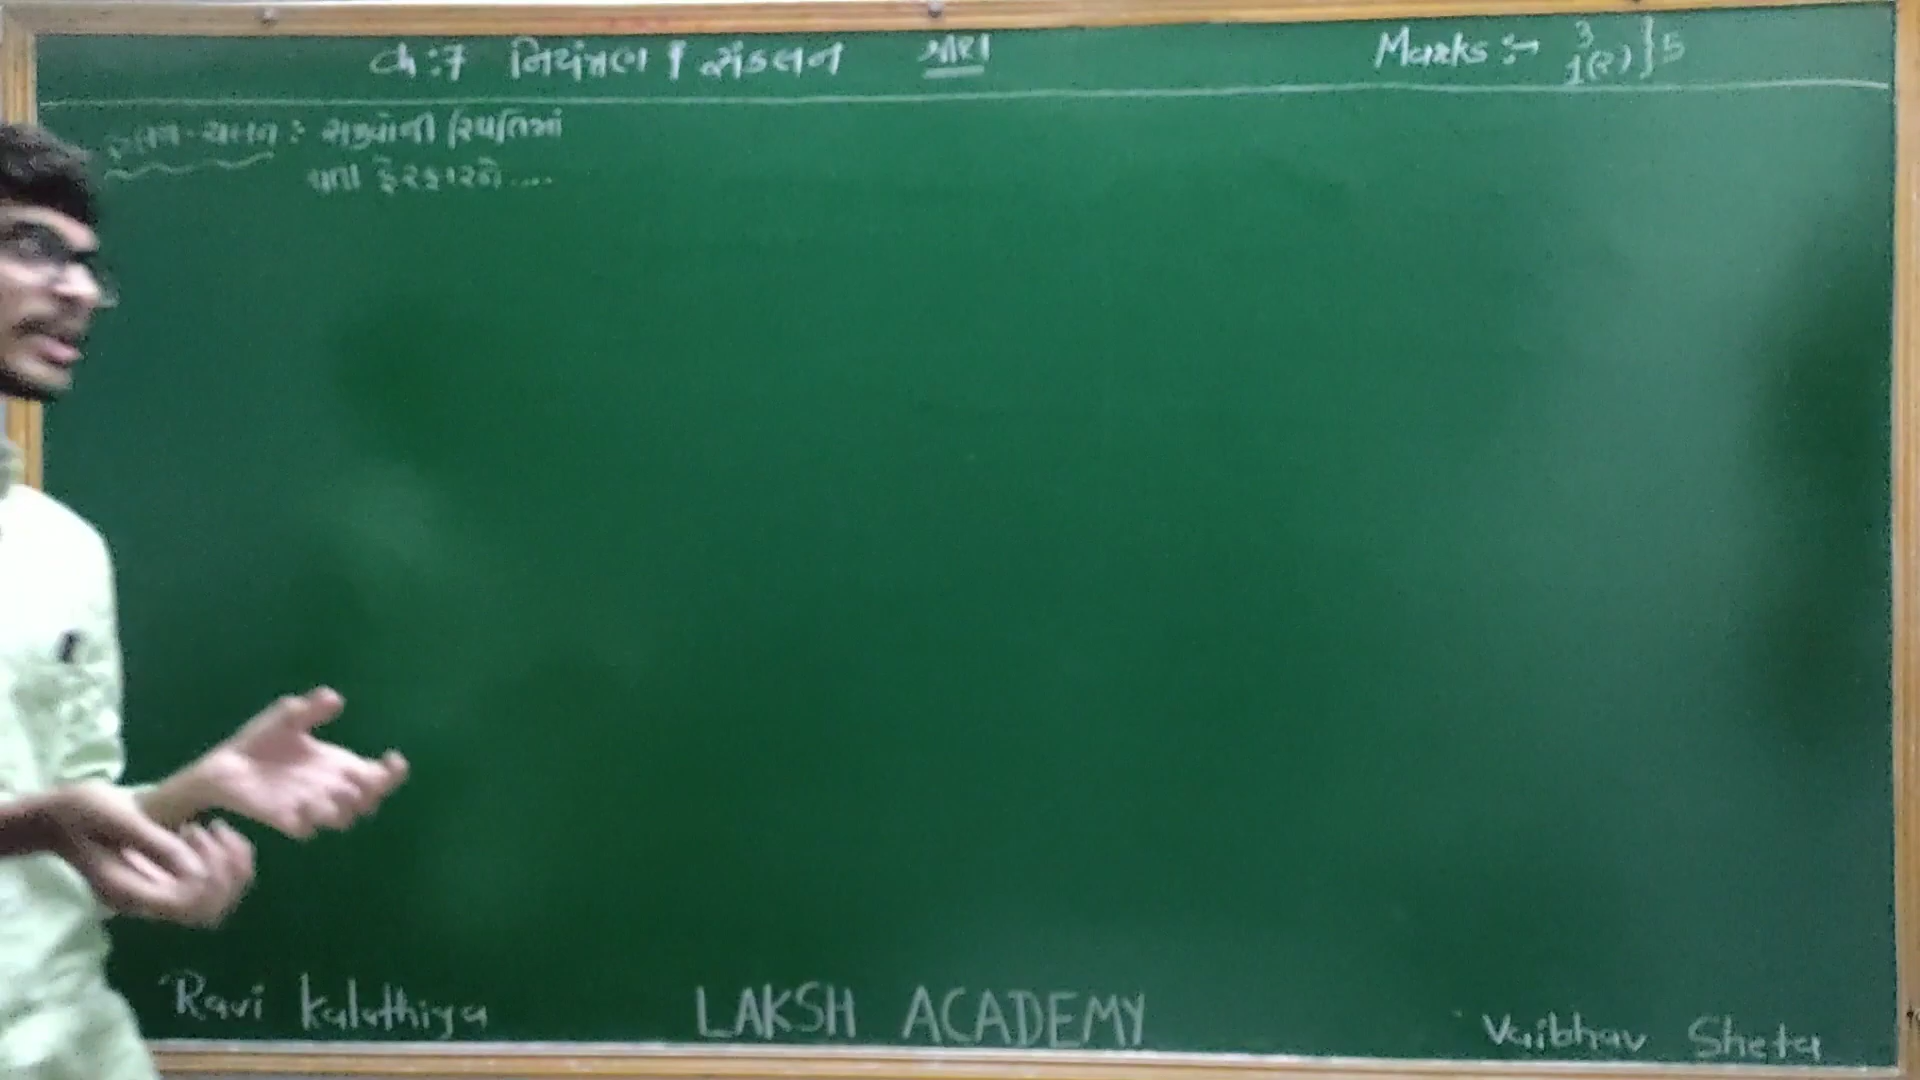 Ch:7 નિયંત્રણ અને સંકલન
Marks :→ 3
1(ર) } 5
હલન-ચલન : સજીવોની સ્થિતિમાં
થતા ફેરફારને....
Ravi Kalathiya LAKSH ACADEMY Vaibhav Sheta